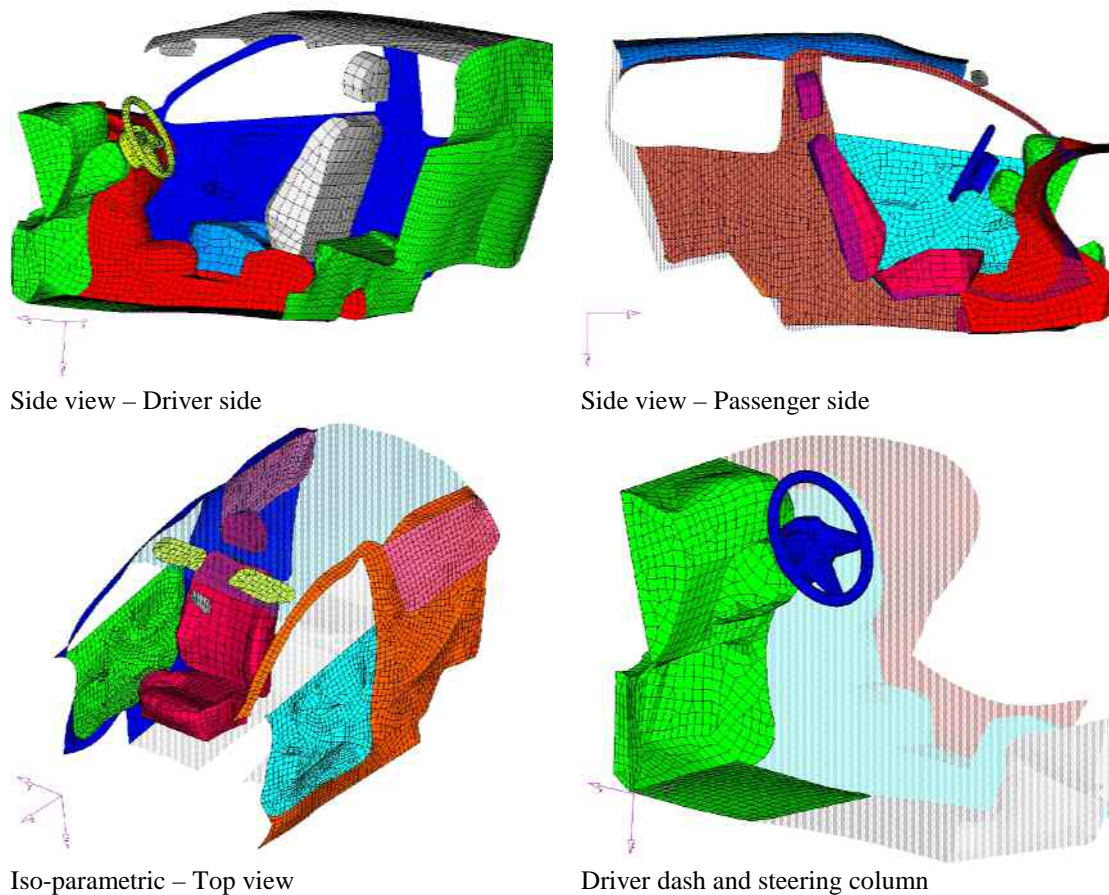 Side view – Driver side
Side view – Passenger side
Iso-parametric – Top view
Driver dash and steering column